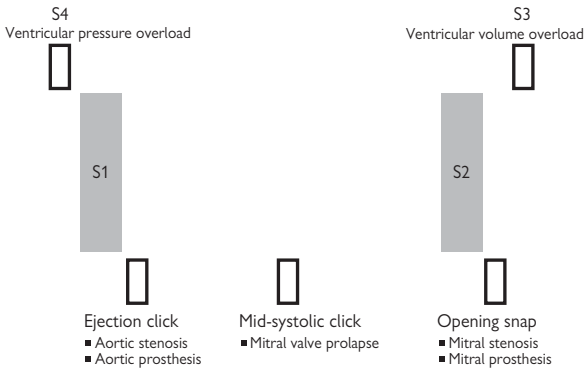 S4
Ventricular pressure overload
S3
Ventricular volume overload
S1
S2
Ejection click
■ Aortic stenosis
■ Aortic prosthesis
Mid-systolic click
■ Mitral valve prolapse
Opening snap
■ Mitral stenosis
■ Mitral prosthesis